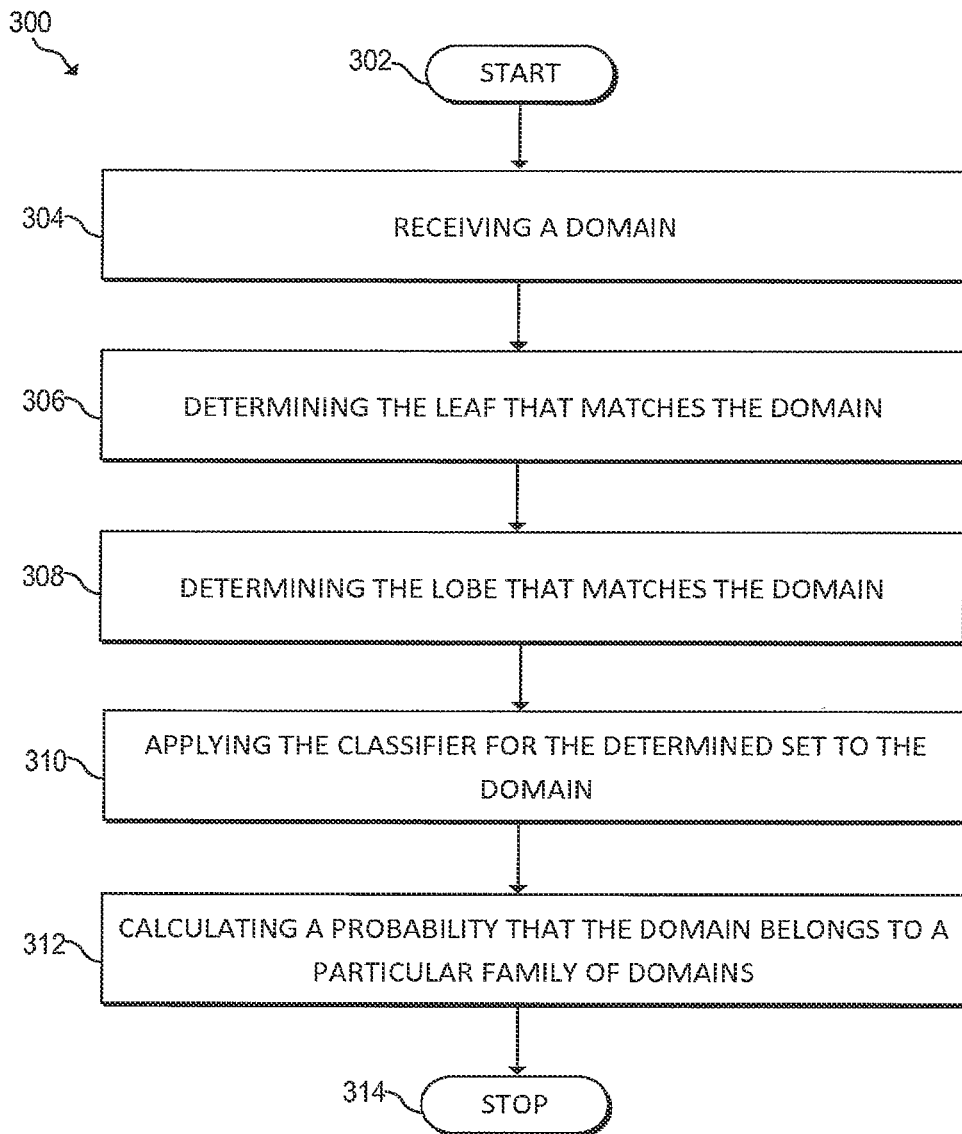 300
302
START
304
RECEIVING A DOMAIN
306
DETERMINING THE LEAF THAT MATCHES THE DOMAIN
308
DETERMINING THE LOBE THAT MATCHES THE DOMAIN
310
APPLYING THE CLASSIFIER FOR THE DETERMINED SET TO THE
DOMAIN
312
CALCULATING A PROBABILITY THAT THE DOMAIN BELONGS TO A
PARTICULAR FAMILY OF DOMAINS
314
STOP